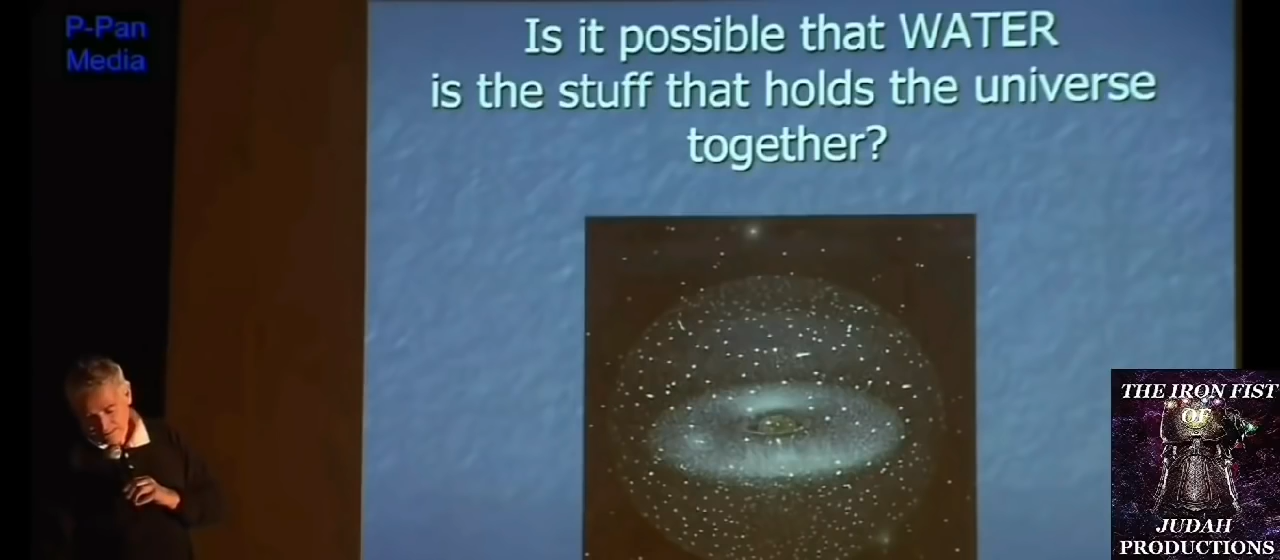 P-Pan
Media
Is it possible that WATER
is the stuff that holds the universe
together?
THE IRON FIST
OF
JUDAH
PRODUCTIONS